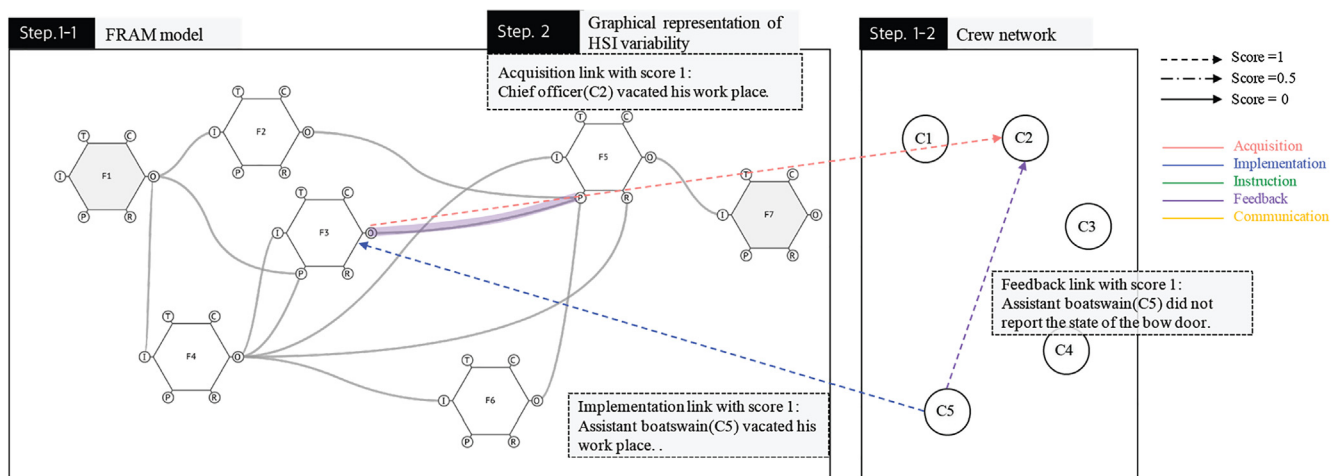 Step.1-1
FRAM model
Step. 2
Graphical representation of
HSI variability
Step. 1-2
Crew network
Acquisition link with score 1:
Chief officer(C2) vacated his work place.
T
C
I
F1
O
P
R
T
C
I
F2
O
P
R
T
C
I
F3
O
P
R
T
C
I
F4
O
P
R
T
C
I
F5
O
P
R
T
C
I
F6
O
P
R
T
C
I
F7
O
P
R
Implementation link with score 1:
Assistant boatswain(C5) vacated his
work place. .
C1
C2
C3
Feedback link with score 1:
Assistant boatswain(C5) did not
report the state of the bow door.
C4
C5
Score =1
Score =0.5
Score = 0
Acquisition
Implementation
Instruction
Feedback
Communication